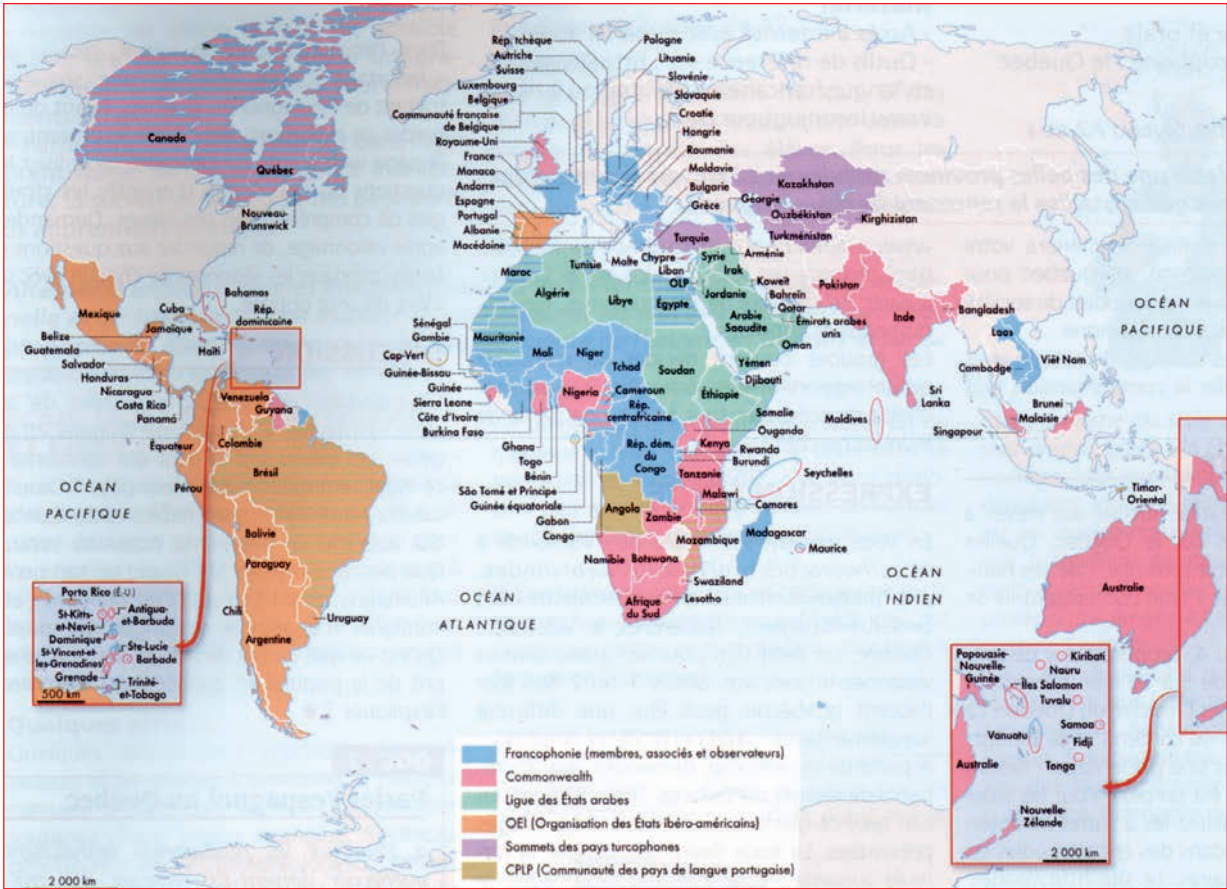 Rép. tchèque
Autriche
Suisse
Luxembourg
Belgique
Communauté française
de Belgique
Royaume-Uni
France
Monaco
Andorre
Espagne
Portugal
Albanie
Macédoine
Pologne
Lituanie
Slovénie
Slovaquie
Croatie
Hongrie
Roumanie
Moldavie
Bulgarie
Grèce
Canada
Québec
Nouveau
Brunswick
Kazakhstan
Géorgie
Ouzbékistan
Kirghizistan
Turquie
Turkménistan
Arménie
Malte
Chypre
Liban
OLP
Syrie
Irak
Jordanie
Koweit
Bahreïn
Qatar
Émirats arabes
unis
Arabie
Saoudite
Oman
Yémen
Djibouti
Maroc
Algérie
Tunisie
Libye
Égypte
Mexique
Cuba
Bahamas
Rép.
dominicaine
Jamaïque
Haïti
Belize
Guatemala
Salvador
Honduras
Nicaragua
Costa Rica
Panamá
Venezuela
Guyana
Colombie
Équateur
Pérou
Brésil
Bolivie
Paraguay
Chili
Argentine
Uruguay
Sénégal
Gambie
Cap-Vert
Guinée-Bissau
Guinée
Sierra Leone
Côte d'Ivoire
Burkina Faso
Mauritanie
Mali
Niger
Tchad
Soudan
Nigeria
Cameroun
Rép.
centrafricaine
Éthiopie
Somalie
Ouganda
Kenya
Rwanda
Burundi
Rép. dém.
du
Congo
Tanzanie
Ghana
Togo
Bénin
São Tomé et Principe
Guinée équatoriale
Gabon
Congo
Angola
Zambie
Malawi
Mozambique
Namibie
Botswana
Afrique
du Sud
Swaziland
Lesotho
Seychelles
Comores
Madagascar
Maurice
Pakistan
Inde
Bangladesh
Laos
Viêt Nam
Cambodge
Sri
Lanka
Maldives
Brunei
Malaisie
Singapour
Timor-
Oriental
Australie
OCÉAN
PACIFIQUE
OCÉAN
PACIFIQUE
OCÉAN
ATLANTIQUE
OCÉAN
INDIEN
Porto Rico (É.-U.)
St-Kitts-
et-Nevis
Dominique
St-Vincent-et
les-Grenadines
Grenade
Antigua-
et-Barbuda
Ste-Lucie
Barbade
Trinité
et-Tobago
500 km
Papouasie-
Nouvelle-
Guinée
Kiribati
Nauru
Îles Salomon
Tuvalu
Samoa
Vanuatu
Fidji
Tonga
Australie
Nouvelle-
Zélande
2 000 km
Francophonie (membres, associés et observateurs)
Commonwealth
Ligue des États arabes
OEI (Organisation des États ibéro-américains)
Sommets des pays turcophones
CPLP (Communauté des pays de langue portugaise)
2 000 km